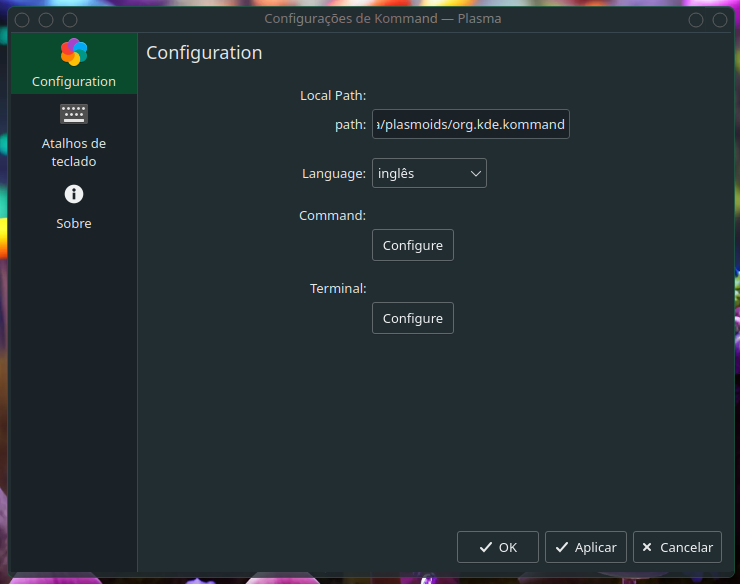 Configurações de Kommand — Plasma
Configuration
Configuration
Atalhos de
teclado
Sobre
Local Path:
path: /plasmoids/org.kde.kommand
Language: inglês
Command:
Configure
Terminal:
Configure
OK Aplicar Cancelar